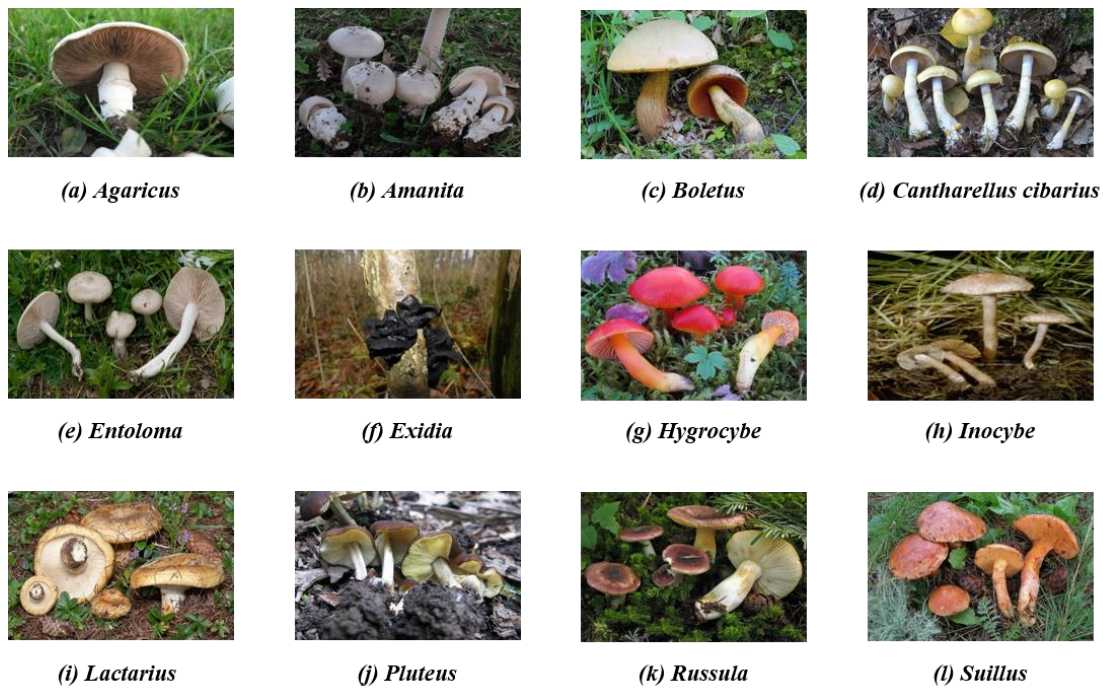 (a) Agaricus
(b) Amanita
(c) Boletus
(d) Cantharellus cibarius
(e) Entoloma
(f) Exidia
(g) Hygrocybe
(h) Inocybe
(i) Lactarius
(j) Pluteus
(k) Russula
(l) Suillus